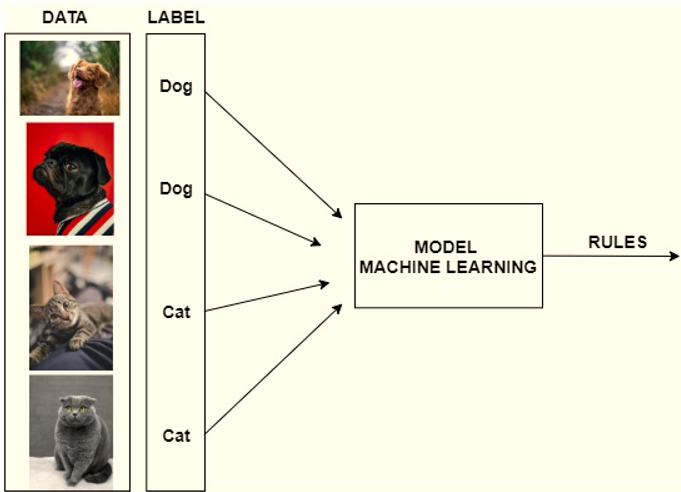 DATA
LABEL
Dog
Dog
Cat
Cat
MODEL
MACHINE LEARNING
RULES